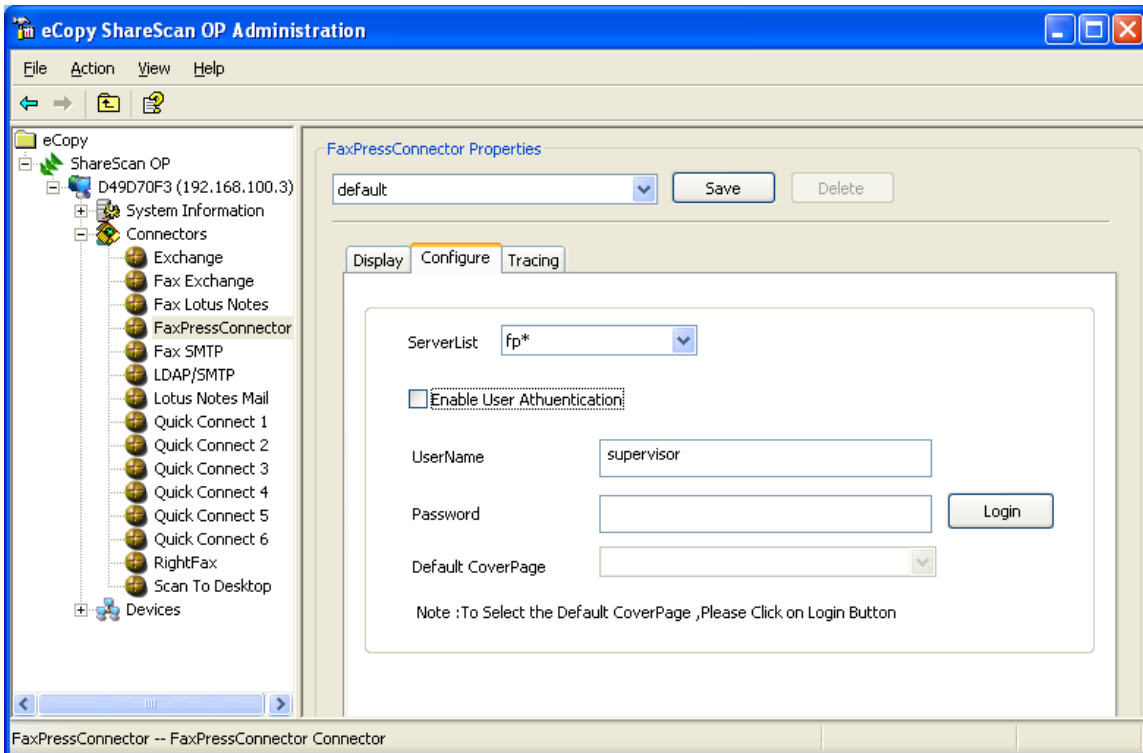 eCopy ShareScan OP Administration
File Action View Help
eCopy
ShareScan OP
D49D70F3 (192.168.100.3)
System Information
Connectors
Exchange
Fax Exchange
Fax Lotus Notes
FaxPressConnector
Fax SMTP
LDAP/SMTP
Lotus Notes Mail
Quick Connect 1
Quick Connect 2
Quick Connect 3
Quick Connect 4
Quick Connect 5
Quick Connect 6
RightFax
Scan To Desktop
Devices
FaxPressConnector Properties
default Save Delete
Display Configure Tracing
ServerList fp*
Enable User Athuentication
UserName supervisor
Password Login
Default CoverPage
Note :To Select the Default CoverPage ,Please Click on Login Button
FaxPressConnector -- FaxPressConnector Connector